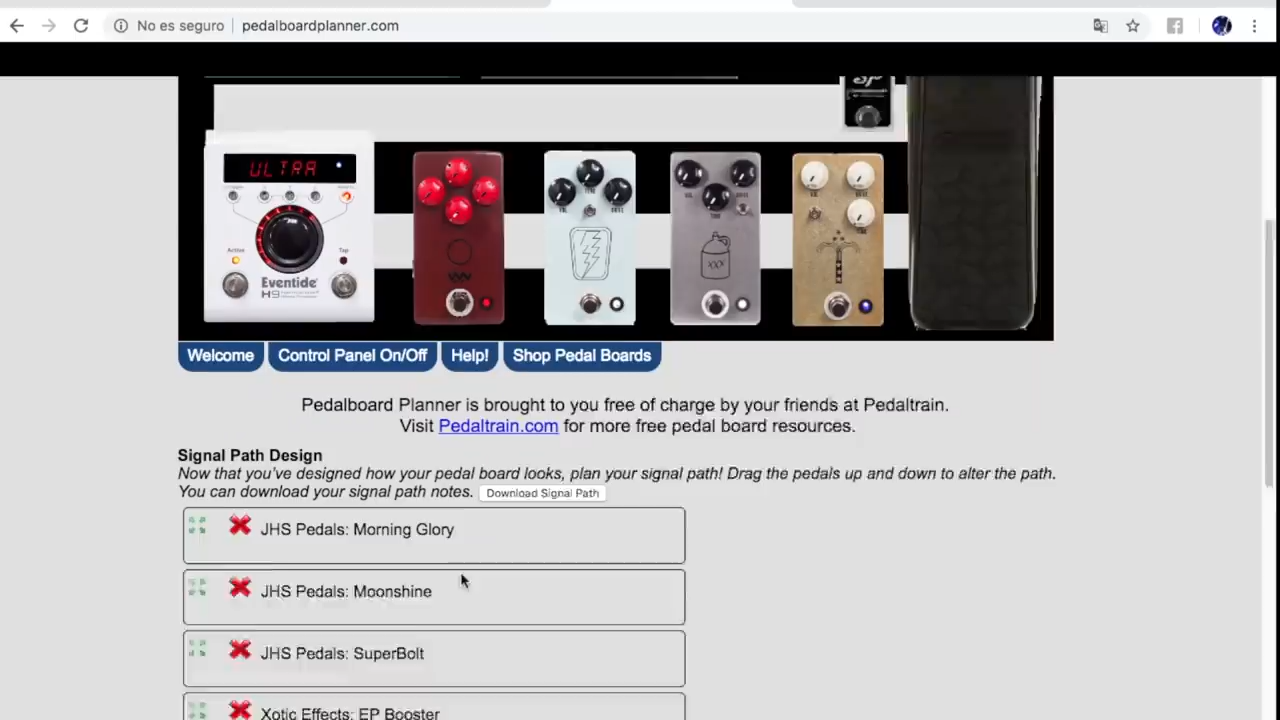 No es seguro
pedalboardplanner.com
SP
ULTRA
Active
Tap
Eventide
H9
XXX
Welcome
Control Panel On/Off
Help!
Shop Pedal Boards
Pedalboard Planner is brought to you free of charge by your friends at Pedaltrain.
Visit Pedaltrain.com for more free pedal board resources.
Signal Path Design
Now that you've designed how your pedal board looks, plan your signal path! Drag the pedals up and down to alter the path.
You can download your signal path notes. Download Signal Path
JHS Pedals: Morning Glory
JHS Pedals: Moonshine
JHS Pedals: SuperBolt
Xotic Effects: EP Booster